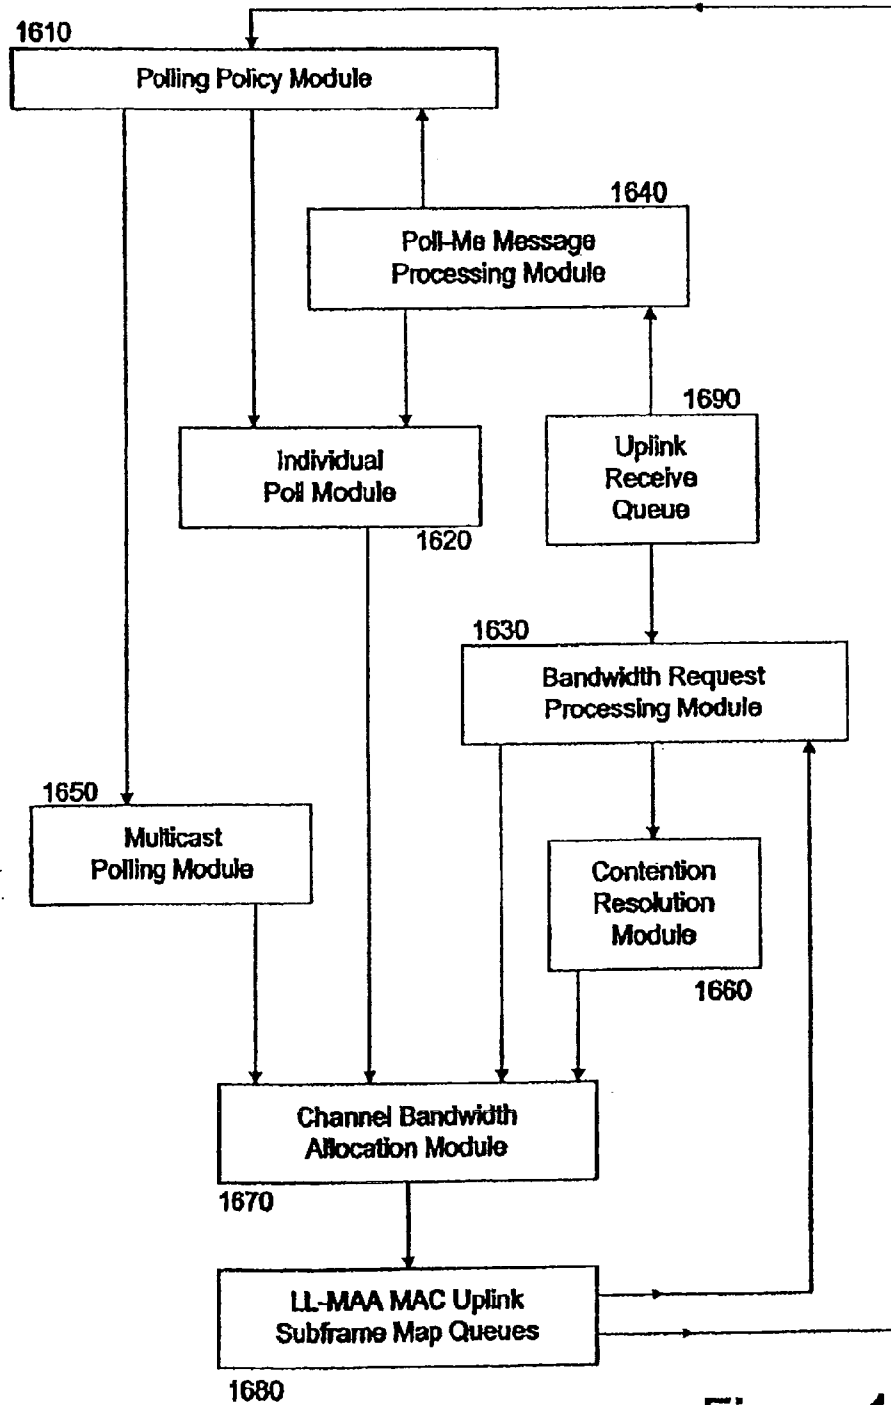 1610
Polling Policy Module
1640
Poll-Me Message
Processing Module
1690
Uplink
Receive
Queue
Individual
Poll Module
1620
1630
Bandwidth Request
Processing Module
1650
Multicast
Polling Module
Contention
Resolution
Module
1660
Channel Bandwidth
Allocation Module
1670
LL-MAA MAC Uplink
Subframe Map Queues
1680